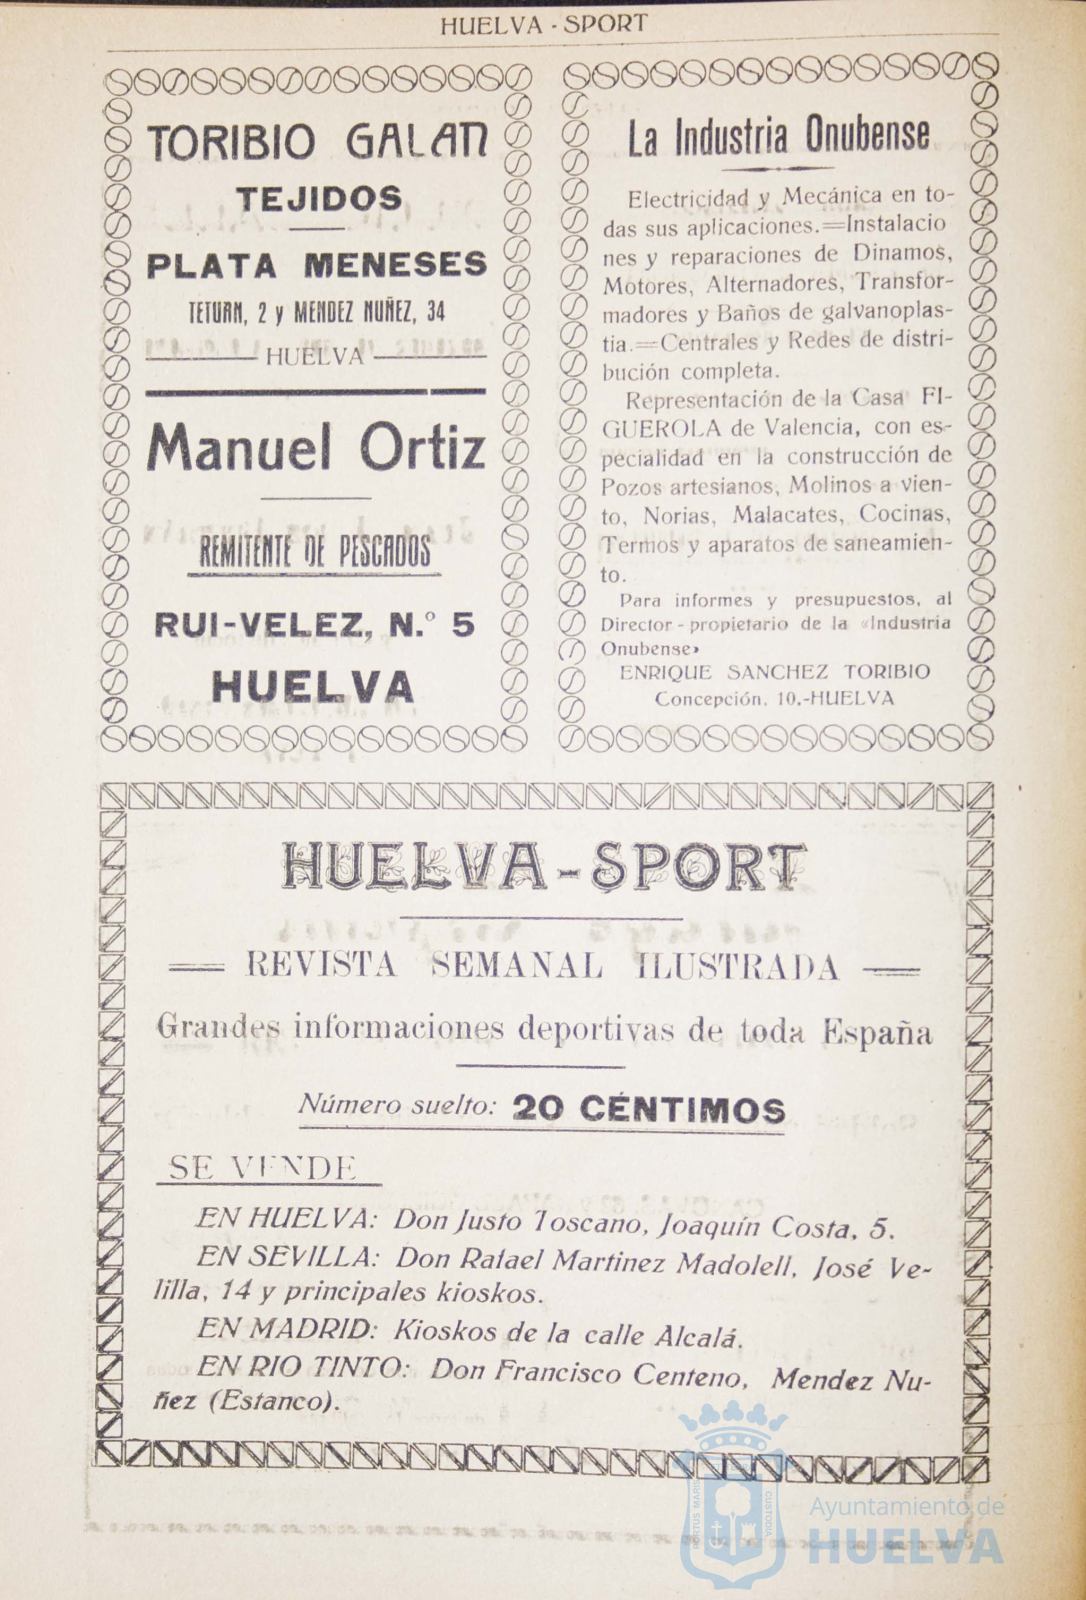 HUELVA - SPORT
TORIBIO GALAN
TEJIDOS
PLATA MENESES
TETUAN, 2 y MENDEZ NUÑEZ, 34
HUELVA
Manuel Ortiz
REMITENTE DE PESCADOS
RUI-VELEZ, N.º 5
HUELVA
La Industria Onubense
Electricidad y Mecánica en to-
das sus aplicaciones.=Instalacio
nes y reparaciones de Dinamos,
Motores, Alternadores, Transfor-
madores y Baños de galvanoplas-
tia.=Centrales y Redes de distri-
bución completa.
Representación de la Casa FI-
GUEROLA de Valencia, con es-
pecialidad en la construcción de
Pozos artesianos, Molinos a vien-
to, Norias, Malacates, Cocinas,
Termos y aparatos de saneamien-
to.
Para informes y presupuestos, al
Director - propietario de la «Industria
Onubense»
ENRIQUE SANCHEZ TORIBIO
Concepción, 10.-HUELVA
HUELVA-SPORT
REVISTA SEMANAL ILUSTRADA
Grandes informaciones deportivas de toda España
Número suelto: 20 CÉNTIMOS
SE VENDE
EN HUELVA: Don Justo Toscano, Joaquín Costa, 5.
EN SEVILLA: Don Rafael Martinez Madolell, José Ve-
lilla, 14 y principales kioskos.
EN MADRID: Kioskos de la calle Alcalá.
EN RIO TINTO: Don Francisco Centeno, Mendez Nu-
ñez (Estanco).
PORTUS MARIS
CUSTODIA
Ayuntamiento de
HUELVA